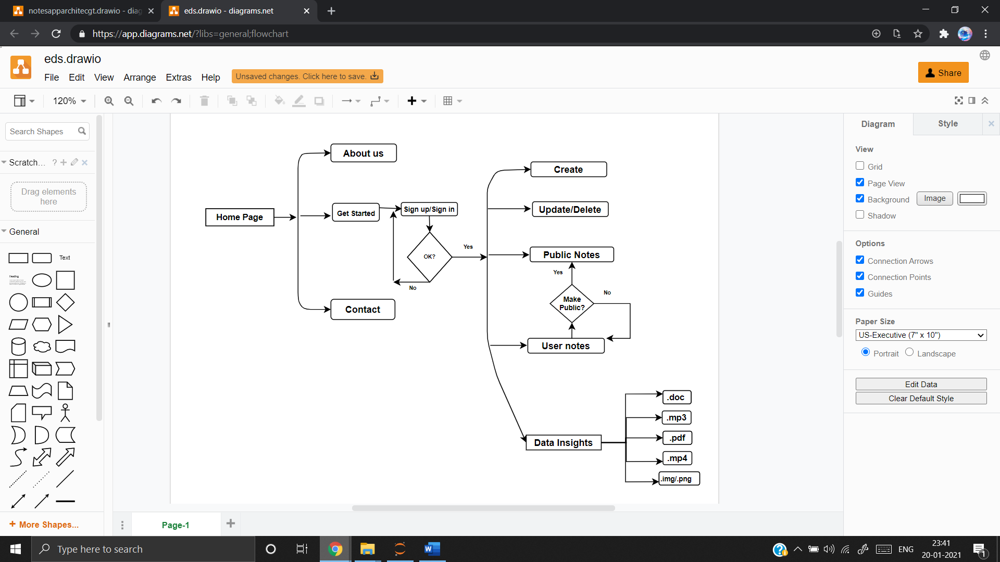 notesapparchitecgt.drawio - diag
eds.drawio - diagrams.net
https://app.diagrams.net/?libs=general;flowchart
eds.drawio
File Edit View Arrange Extras Help
Unsaved changes. Click here to save.
Share
120%
Search Shapes
Scratch... ?
Drag elements
here
General
Text
Heading
More Shapes...
About us
Home Page
Get Started
Sign up/Sign in
OK?
Yes
No
Contact
Create
Update/Delete
Public Notes
Yes
Make
Public?
No
User notes
Data Insights
.doc
.mp3
.pdf
.mp4
.img/.png
Page-1
Diagram
Style
View
Grid
Page View
Background
Image
Shadow
Options
Connection Arrows
Connection Points
Guides
Paper Size
US-Executive (7" x 10")
Portrait
Landscape
Edit Data
Clear Default Style
Type here to search
ENG
23:41
20-01-2021
1